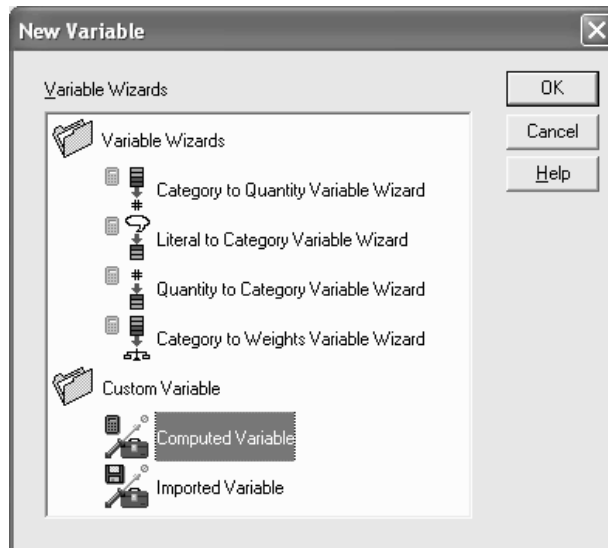 New Variable
Variable Wizards
Variable Wizards
Category to Quantity Variable Wizard
Literal to Category Variable Wizard
Quantity to Category Variable Wizard
Category to Weights Variable Wizard
Custom Variable
Computed Variable
Imported Variable
OK
Cancel
Help